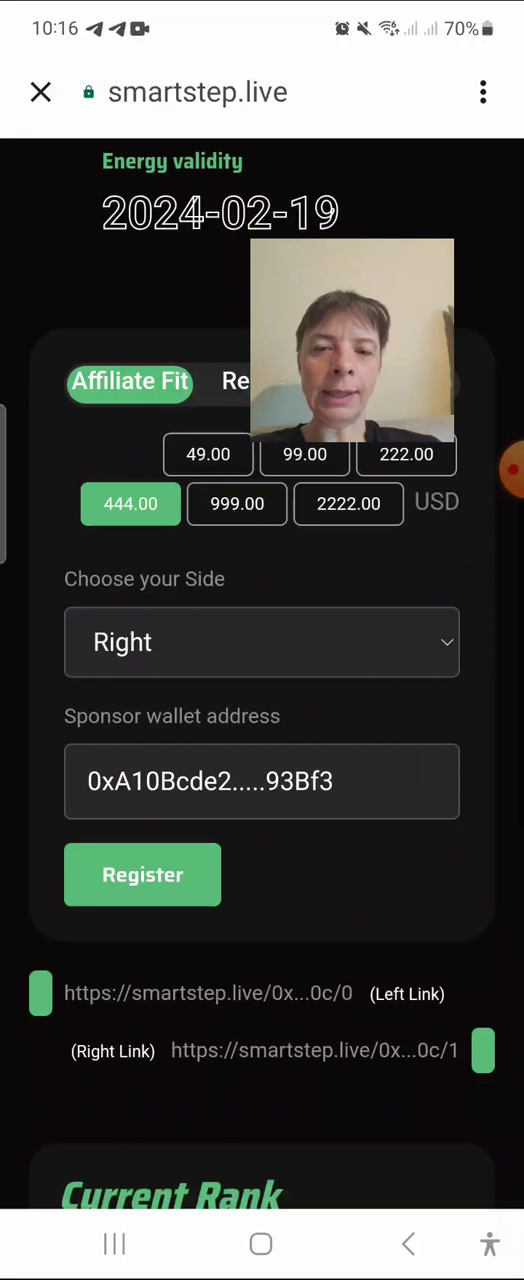 10:16 70%
smartstep.live
Energy validity
2024-02-19
Affiliate Fit Re
49.00 99.00 222.00
444.00 999.00 2222.00 USD
Choose your Side
Right
Sponsor wallet address
0xA10Bcde2.....93Bf3
Register
https://smartstep.live/0x...0c/0 (Left Link)
(Right Link) https://smartstep.live/0x...0c/1
Current Rank